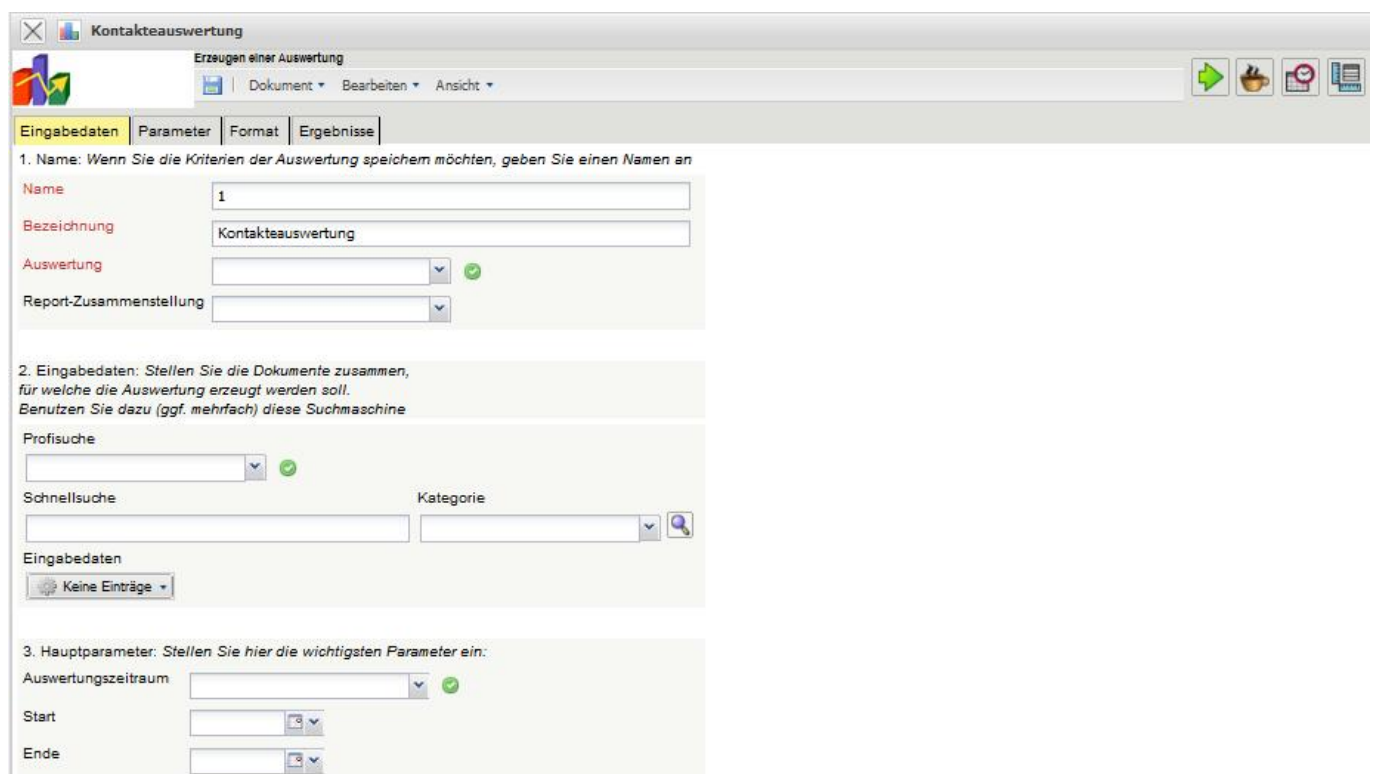 Kontakteauswertung
Erzeugen einer Auswertung
Dokument Bearbeiten Ansicht
Eingabedaten Parameter Format Ergebnisse
1. Name: Wenn Sie die Kriterien der Auswertung speichern möchten, geben Sie einen Namen an
Name 1
Bezeichnung Kontakteauswertung
Auswertung
Report-Zusammenstellung
2. Eingabedaten: Stellen Sie die Dokumente zusammen,
für welche die Auswertung erzeugt werden soll.
Benutzen Sie dazu (ggf. mehrfach) diese Suchmaschine
Profisuche
Schnellsuche Kategorie
Eingabedaten
Keine Einträge
3. Hauptparameter: Stellen Sie hier die wichtigsten Parameter ein:
Auswertungszeitraum
Start
Ende